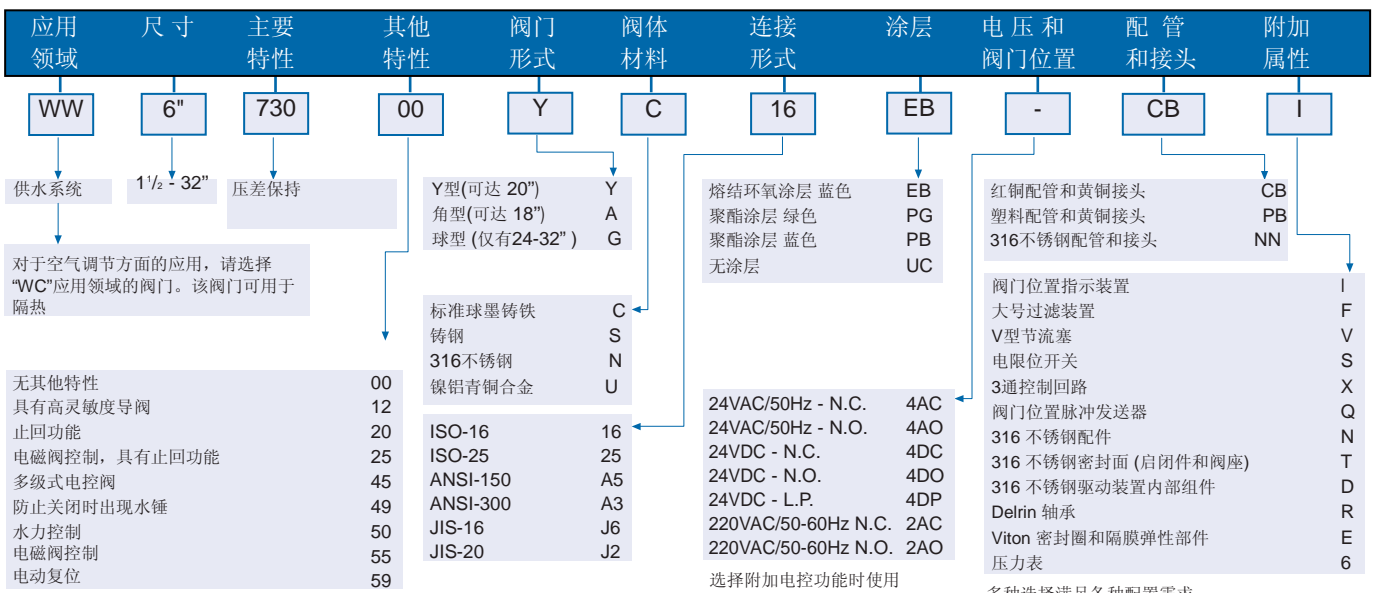 应用 领域
尺 寸
主要 特性
其他 特性
阀门 形式
阀体 材料
连接 形式
涂层
电 压 和 阀门位置
配 管 和接头
附加 属性
WW 6" 730 00 Y C 16 EB - CB I
供水系统
1¹/₂ - 32”
压差保持
对于空气调节方面的应用，请选择
“WC”应用领域的阀门。该阀门可用于
隔热
无其他特性 00
具有高灵敏度导阀 12
止回功能 20
电磁阀控制，具有止回功能 25
多级式电控阀 45
防止关闭时出现水锤 49
水力控制 50
电磁阀控制 55
电动复位 59
Y型(可达 20”) Y
角型(可达 18”) A
球型 (仅有24-32” ) G
标准球墨铸铁 C
铸钢 S
316不锈钢 N
镍铝青铜合金 U
ISO-16 16
ISO-25 25
ANSI-150 A5
ANSI-300 A3
JIS-16 J6
JIS-20 J2
熔结环氧涂层 蓝色 EB
聚酯涂层 绿色 PG
聚酯涂层 蓝色 PB
无涂层 UC
24VAC/50Hz - N.C. 4AC
24VAC/50Hz - N.O. 4AO
24VDC - N.C. 4DC
24VDC - N.O. 4DO
24VDC - L.P. 4DP
220VAC/50-60Hz N.C. 2AC
220VAC/50-60Hz N.O. 2AO
选择附加电控功能时使用
红铜配管和黄铜接头 CB
塑料配管和黄铜接头 PB
316不锈钢配管和接头 NN
阀门位置指示装置 I
大号过滤装置 F
V型节流塞 V
电限位开关 S
3通控制回路 X
阀门位置脉冲发送器 Q
316 不锈钢配件 N
316 不锈钢密封面 (启闭件和阀座) T
316 不锈钢驱动装置内部组件 D
Delrin 轴承 R
Viton 密封圈和隔膜弹性部件 E
压力表 6
多种选择满足各种配置需求